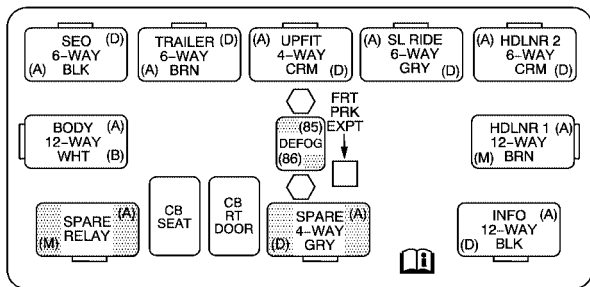 SEO (D)
6-WAY
(A) BLK
TRAILER (D)
6-WAY
(A) BRN
(A) UPFIT
4-WAY
CRM (D)
(A) SL RIDE
6-WAY
GRY (D)
(A) HDLNR 2
6-WAY
CRM (D)
BODY (A)
12-WAY
WHT (B)
(85)
DEFOG
(86)
FRT
PRK
EXPT
HDLNR 1 (A)
12-WAY
(M) BRN
SPARE (A)
(M) RELAY
CB
SEAT
CB
RT
DOOR
SPARE (A)
4-WAY
(D) GRY
INFO (A)
12-WAY
(D) BLK
i